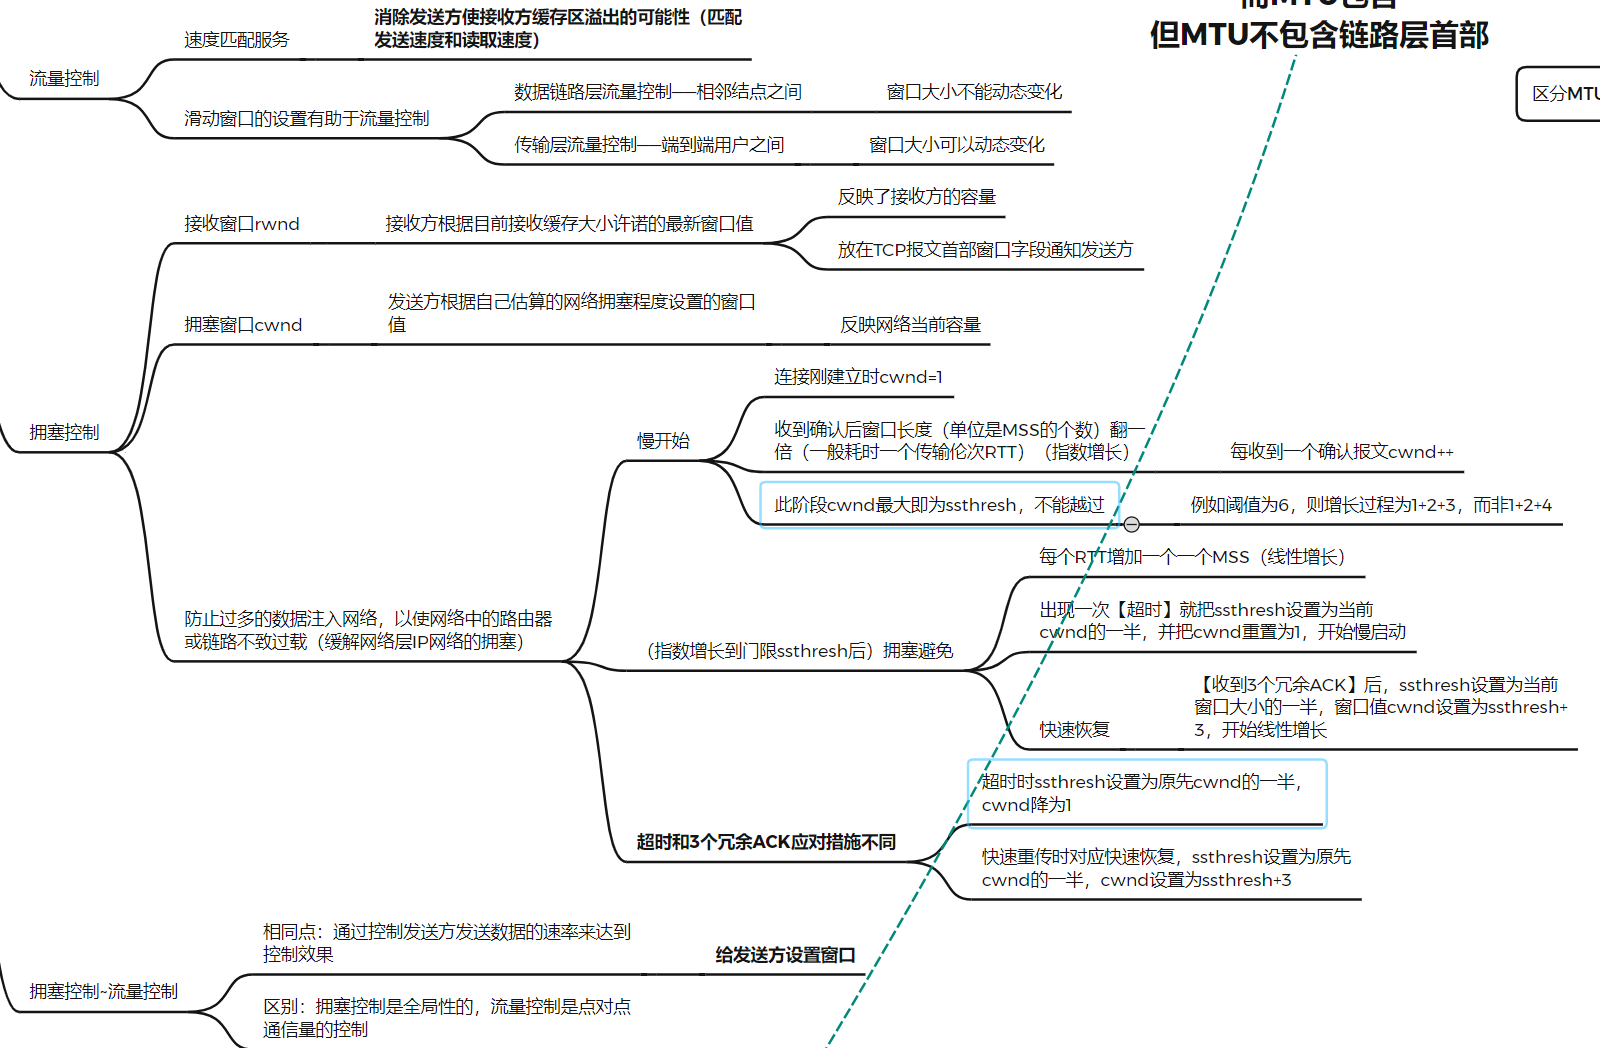 消除发送方使接收方缓存区溢出的可能性（匹配
发送速度和读取速度）
速度匹配服务
流量控制
滑动窗口的设置有助于流量控制
数据链路层流量控制——相邻结点之间
窗口大小不能动态变化
传输层流量控制——端到端用户之间
窗口大小可以动态变化
但MTU不包含链路层首部
区分MTU
接收窗口rwnd
接收方根据目前接收缓存大小许诺的最新窗口值
反映了接收方的容量
放在TCP报文首部窗口字段通知发送方
拥塞窗口cwnd
发送方根据自己估算的网络拥塞程度设置的窗口
值
反映网络当前容量
拥塞控制
防止过多的数据注入网络，以使网络中的路由器
或链路不致过载（缓解网络层IP网络的拥塞）
慢开始
连接刚建立时cwnd=1
收到确认后窗口长度（单位是MSS的个数）翻一
倍（一般耗时一个传输伦次RTT）（指数增长）
每收到一个确认报文cwnd++
此阶段cwnd最大即为ssthresh，不能越过
例如阈值为6，则增长过程为1+2+3，而非1+2+4
（指数增长到门限ssthresh后）拥塞避免
每个RTT增加一个一个MSS（线性增长）
出现一次【超时】就把ssthresh设置为当前
cwnd的一半，并把cwnd重置为1，开始慢启动
快速恢复
【收到3个冗余ACK】后，ssthresh设置为当前
窗口大小的一半，窗口值cwnd设置为ssthresh+
3，开始线性增长
超时和3个冗余ACK应对措施不同
超时时ssthresh设置为原先cwnd的一半，
cwnd降为1
快速重传时对应快速恢复，ssthresh设置为原先
cwnd的一半，cwnd设置为ssthresh+3
拥塞控制~流量控制
相同点：通过控制发送方发送数据的速率来达到
控制效果
给发送方设置窗口
区别：拥塞控制是全局性的，流量控制是点对点
通信量的控制